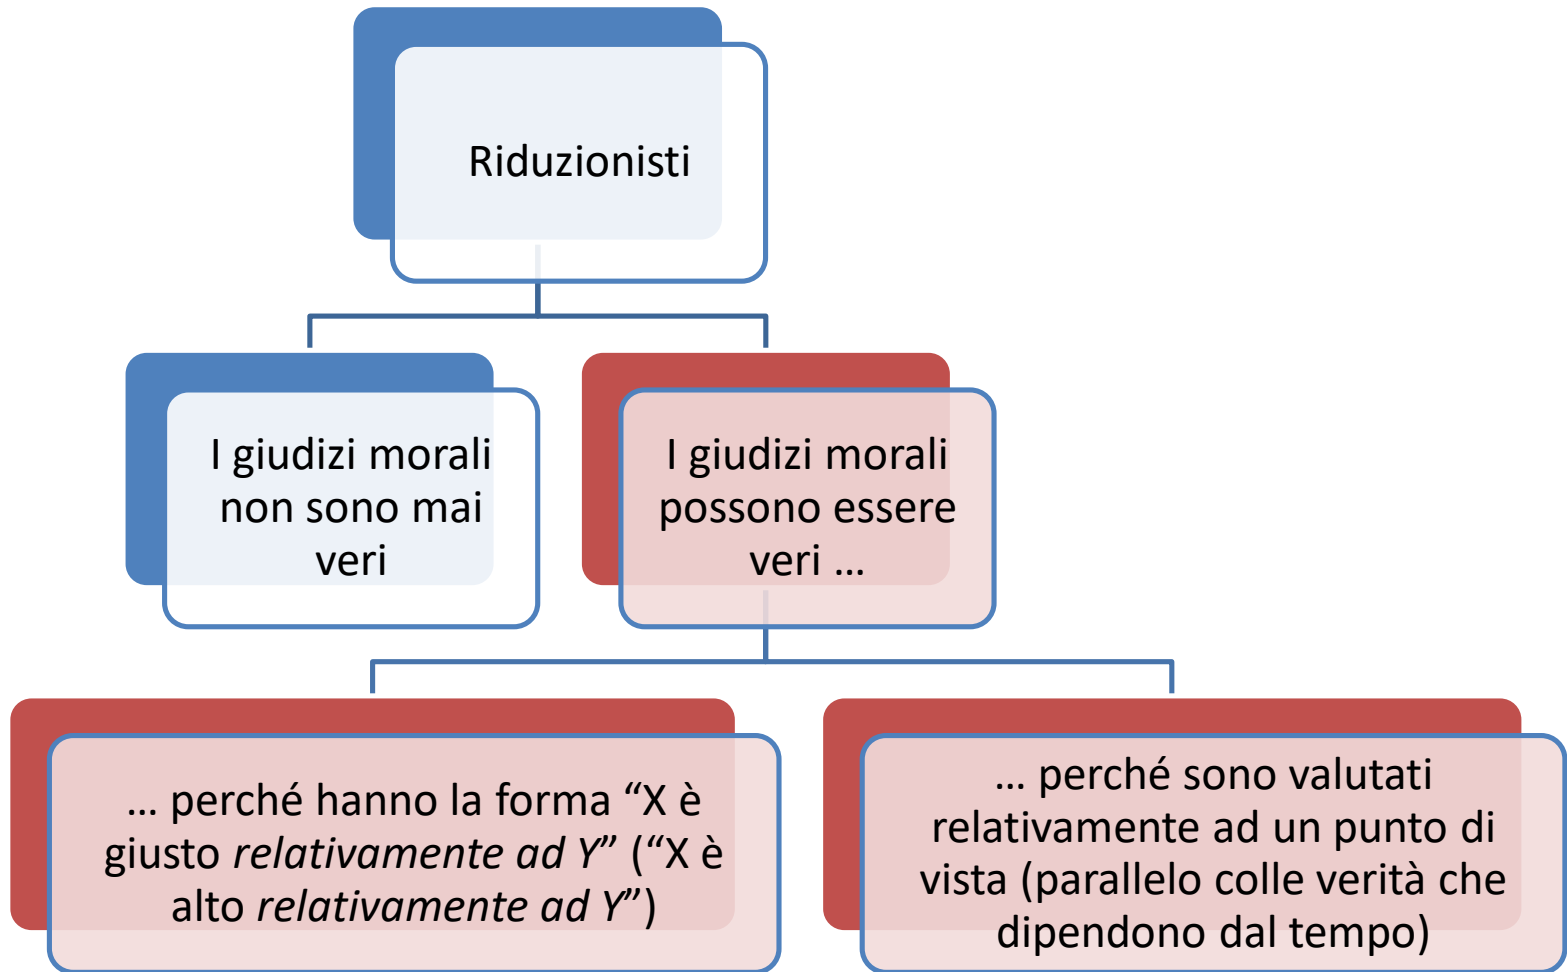 Riduzionisti
I giudizi morali
non sono mai
veri
I giudizi morali
possono essere
veri …
… perché hanno la forma “X è
giusto relativamente ad Y” (“X è
alto relativamente ad Y”)
… perché sono valutati
relativamente ad un punto di
vista (parallelo colle verità che
dipendono dal tempo)